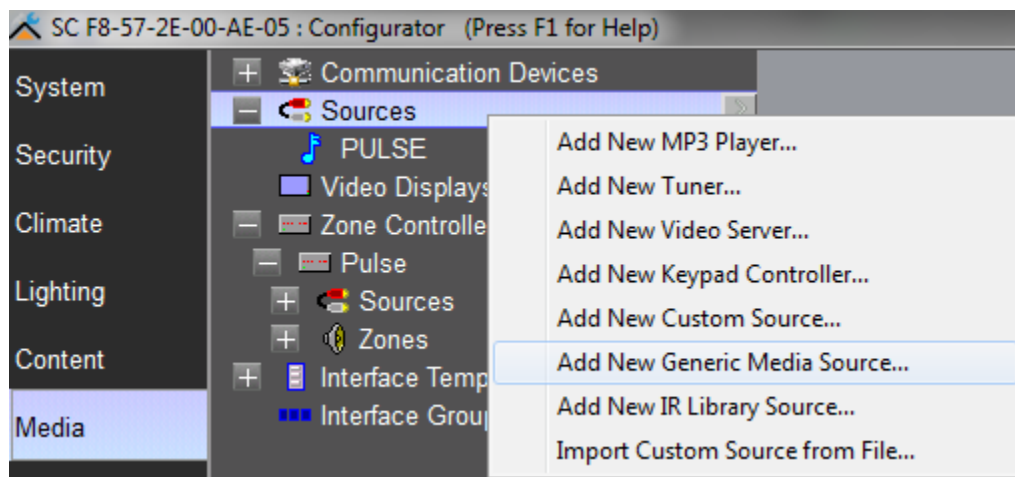 SC F8-57-2E-00-AE-05 : Configurator (Press F1 for Help)
System
Security
Climate
Lighting
Content
Media
Communication Devices
Sources
PULSE
Video Displays
Zone Controlle
Pulse
Sources
Zones
Interface Temp
Interface Grou
Add New MP3 Player...
Add New Tuner...
Add New Video Server...
Add New Keypad Controller...
Add New Custom Source...
Add New Generic Media Source...
Add New IR Library Source...
Import Custom Source from File...